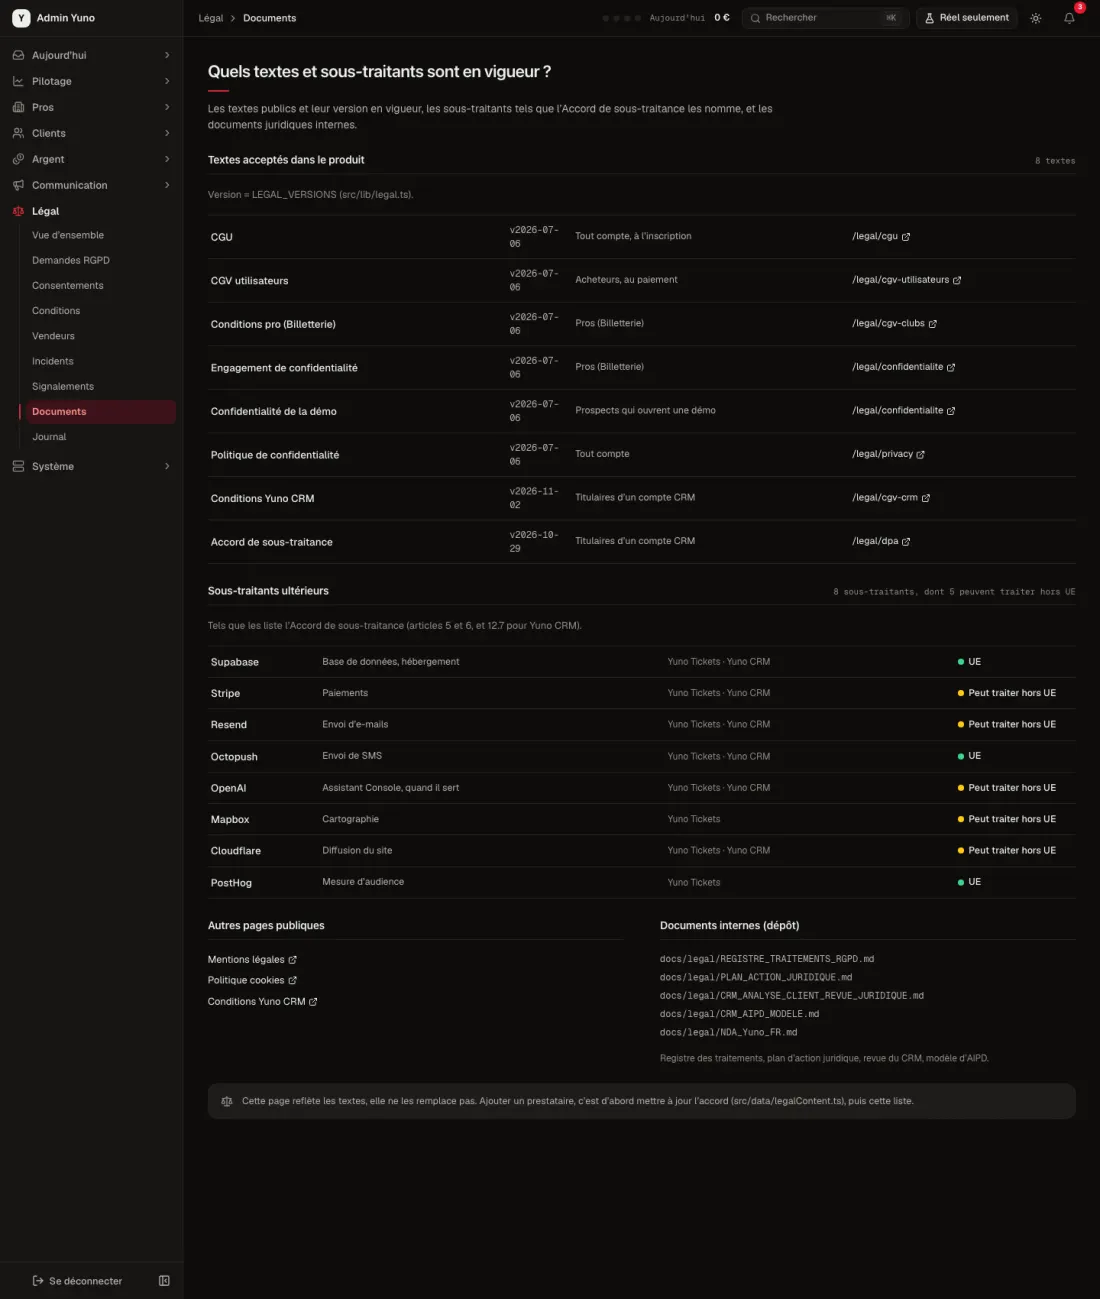 Y Admin Yuno
Légal > Documents
Aujourd'hui 0 €
Rechercher ⌘K
Réel seulement
3
Aujourd'hui
Pilotage
Pros
Clients
Argent
Communication
Légal
Vue d'ensemble
Demandes RGPD
Consentements
Conditions
Vendeurs
Incidents
Signalements
Documents
Journal
Système
Se déconnecter
Quels textes et sous-traitants sont en vigueur ?
Les textes publics et leur version en vigueur, les sous-traitants tels que l'Accord de sous-traitance les nomme, et les
documents juridiques internes.
Textes acceptés dans le produit 8 textes
Version = LEGAL_VERSIONS (src/lib/legal.ts).
CGU v2026-07-
06 Tout compte, à l'inscription /legal/cgu
CGV utilisateurs v2026-07-
06 Acheteurs, au paiement /legal/cgv-utilisateurs
Conditions pro (Billetterie) v2026-07-
06 Pros (Billetterie) /legal/cgv-clubs
Engagement de confidentialité v2026-07-
06 Pros (Billetterie) /legal/confidentialite
Confidentialité de la démo v2026-07-
06 Prospects qui ouvrent une démo /legal/confidentialite
Politique de confidentialité v2026-07-
06 Tout compte /legal/privacy
Conditions Yuno CRM v2026-11-
02 Titulaires d'un compte CRM /legal/cgv-crm
Accord de sous-traitance v2026-10-
29 Titulaires d'un compte CRM /legal/dpa
Sous-traitants ultérieurs 8 sous-traitants, dont 5 peuvent traiter hors UE
Tels que les liste l'Accord de sous-traitance (articles 5 et 6, et 12.7 pour Yuno CRM).
Supabase Base de données, hébergement Yuno Tickets · Yuno CRM UE
Stripe Paiements Yuno Tickets · Yuno CRM Peut traiter hors UE
Resend Envoi d'e-mails Yuno Tickets · Yuno CRM Peut traiter hors UE
Octopush Envoi de SMS Yuno Tickets · Yuno CRM UE
OpenAI Assistant Console, quand il sert Yuno Tickets · Yuno CRM Peut traiter hors UE
Mapbox Cartographie Yuno Tickets Peut traiter hors UE
Cloudflare Diffusion du site Yuno Tickets · Yuno CRM Peut traiter hors UE
PostHog Mesure d'audience Yuno Tickets UE
Autres pages publiques
Mentions légales
Politique cookies
Conditions Yuno CRM
Documents internes (dépôt)
docs/legal/REGISTRE_TRAITEMENTS_RGPD.md
docs/legal/PLAN_ACTION_JURIDIQUE.md
docs/legal/CRM_ANALYSE_CLIENT_REVUE_JURIDIQUE.md
docs/legal/CRM_AIPD_MODELE.md
docs/legal/NDA_Yuno_FR.md
Registre des traitements, plan d'action juridique, revue du CRM, modèle d'AIPD.
Cette page reflète les textes, elle ne les remplace pas. Ajouter un prestataire, c'est d'abord mettre à jour l'accord (src/data/legalContent.ts), puis cette liste.